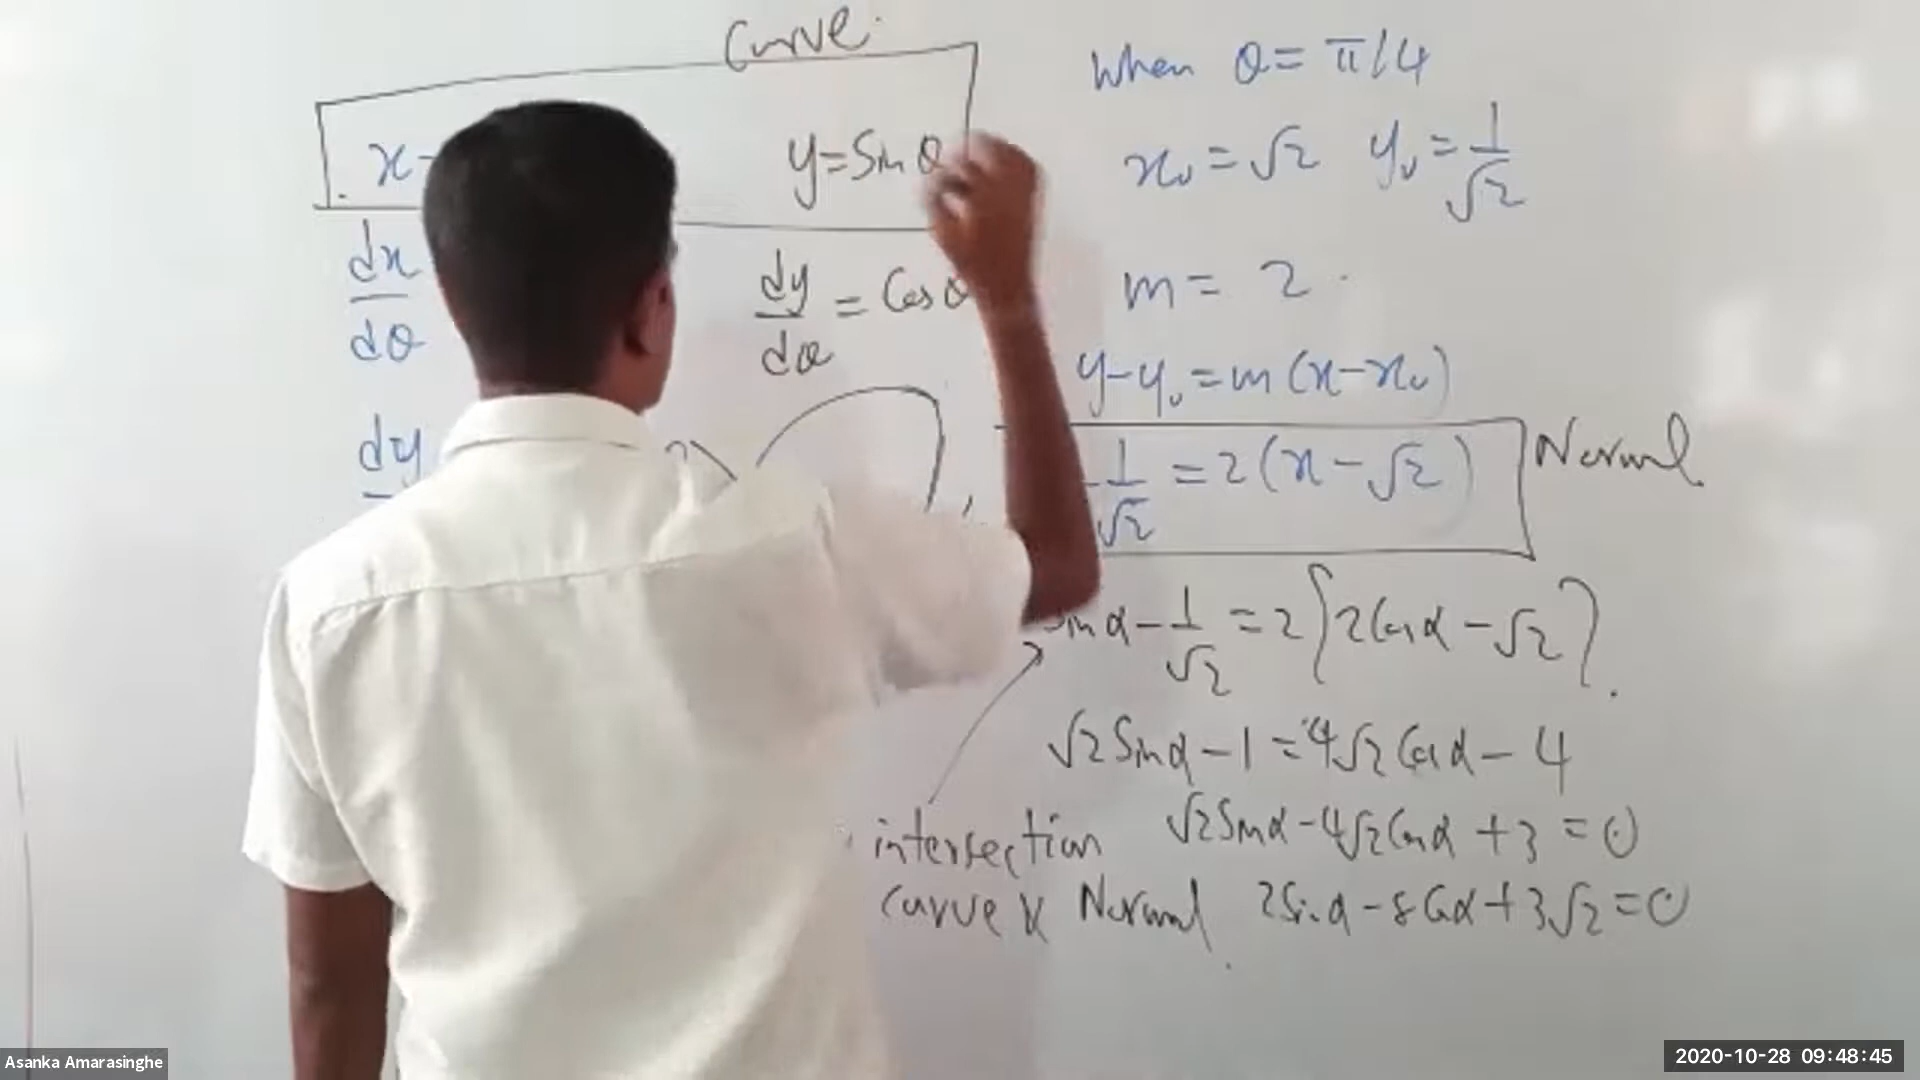 Curve.
x
y = Sin θ
dx
dθ
dy/dθ = Cos θ
dy
When θ = π/4
x₀ = √2 y₀ = 1/√2
m = 2
y - y₀ = m (x - x₀)
- 1/√2 = 2 (x - √2) Normal
Sin α - 1/√2 = 2 { 2Cos α - √2 }
√2 Sin α - 1 = 4√2 Cos α - 4
√2 Sin α - 4√2 Cos α + 3 = 0
2Sin α - 8Cos α + 3√2 = 0
intersection
curve & Normal
Asanka Amarasinghe
2020-10-28 09:48:45